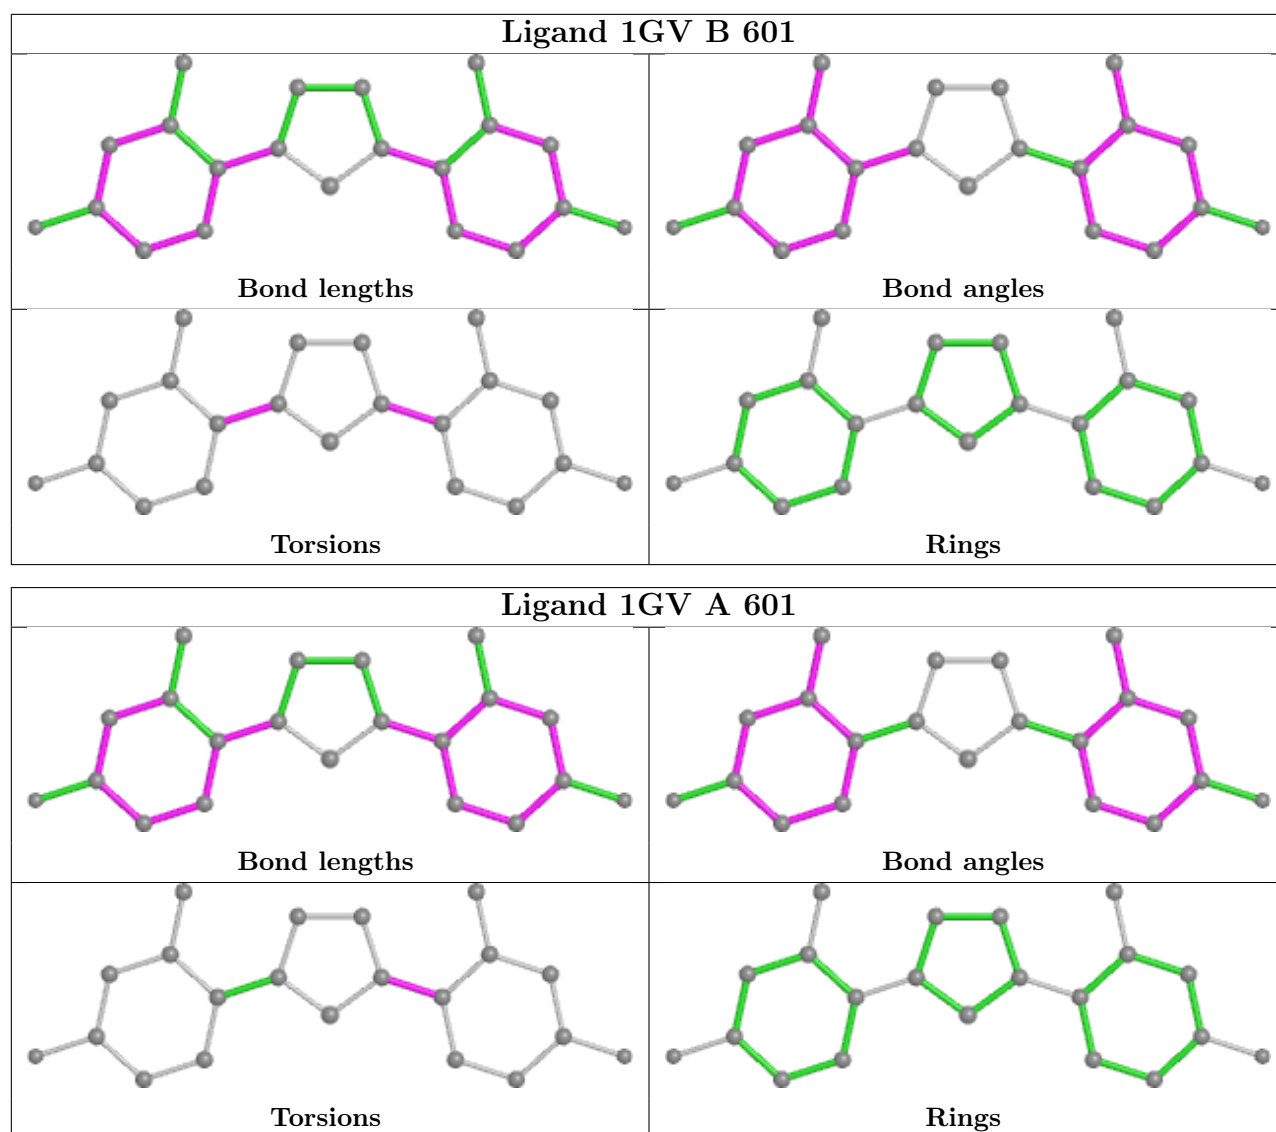 Ligand 1GV B 601
Bond lengths
Bond angles
Torsions
Rings
Ligand 1GV A 601
Bond lengths
Bond angles
Torsions
Rings